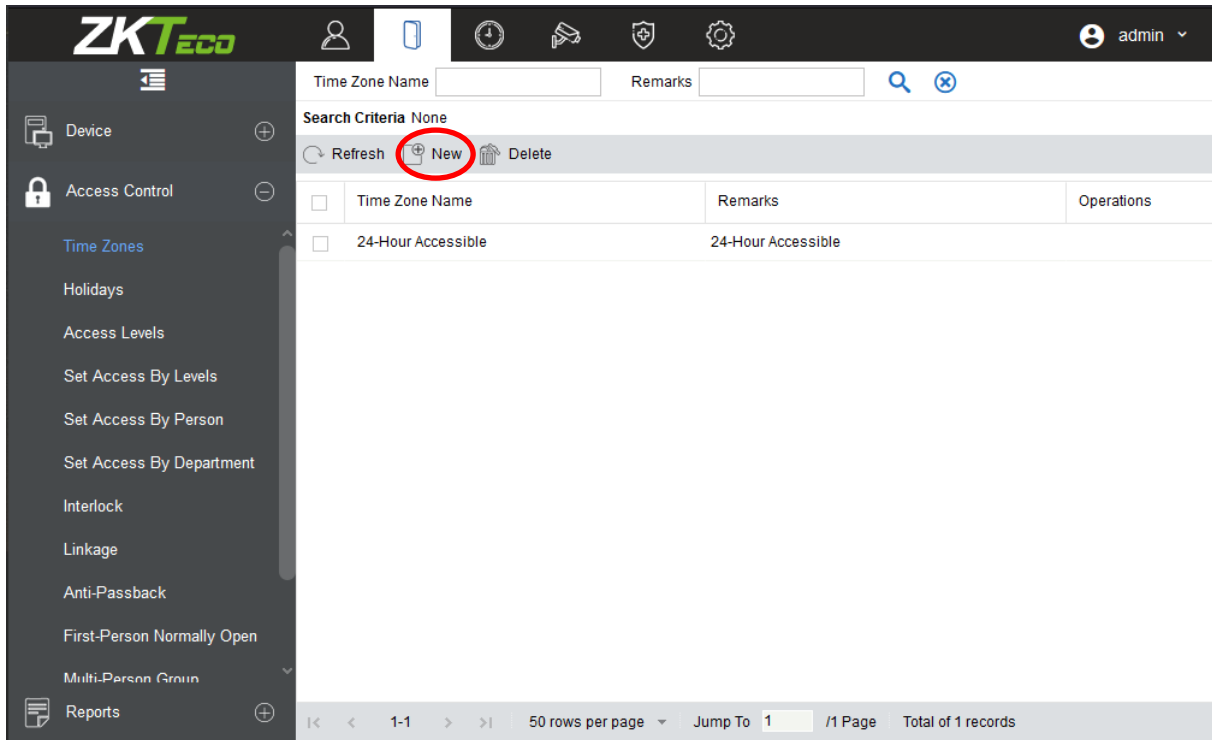 ZKTECO
admin
Time Zone Name Remarks
Search Criteria None
Refresh New Delete
Time Zone Name Remarks Operations
24-Hour Accessible 24-Hour Accessible
Device
Access Control
Time Zones
Holidays
Access Levels
Set Access By Levels
Set Access By Person
Set Access By Department
Interlock
Linkage
Anti-Passback
First-Person Normally Open
Multi-Person Group
Reports
|< < 1-1 > >| 50 rows per page Jump To 1 /1 Page Total of 1 records